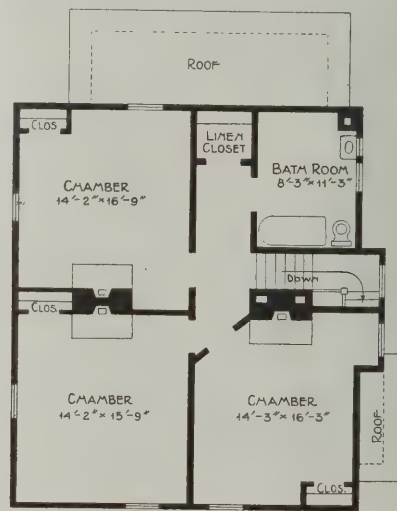 ROOF
CLOS.
LINEN
CLOSET
BATH ROOM
8'-3" × 11'-3"
CHAMBER
14'-2" × 16'-9"
DOWN
CLOS.
CHAMBER
14'-2" × 15'-9"
CHAMBER
14'-3" × 16'-3"
ROOF
CLOS.